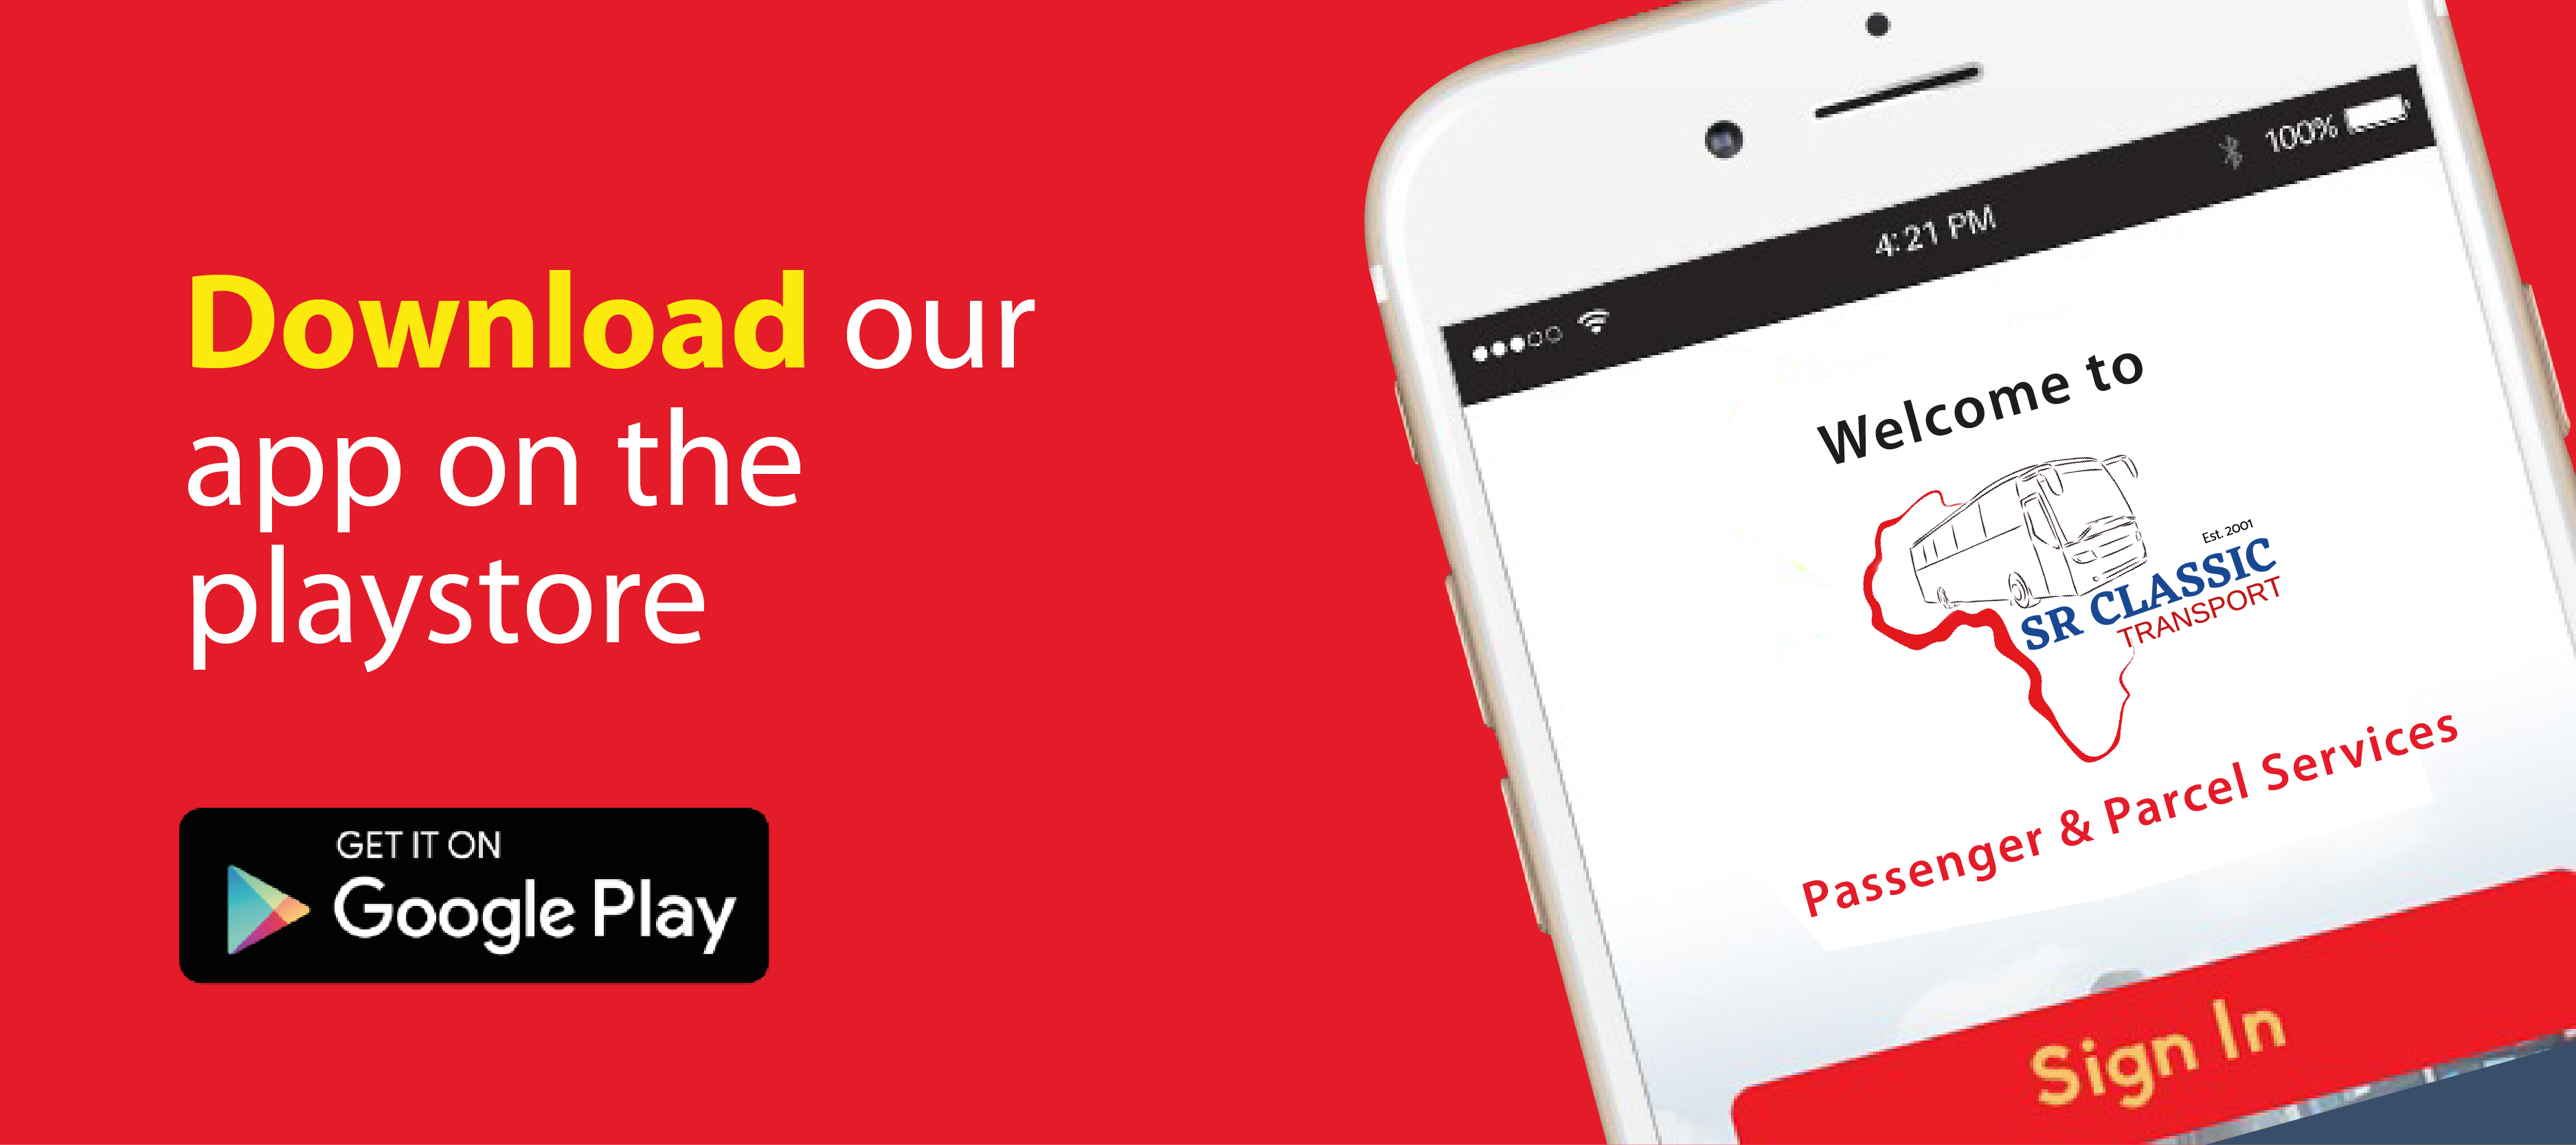 Download our
app on the
playstore
GET IT ON
Google Play
4:21 PM
100%
Welcome to
Est. 2001
SR CLASSIC
TRANSPORT
Passenger & Parcel Services
Sign In